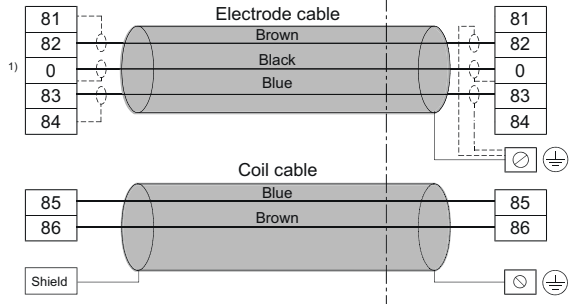 Electrode cable
81
82
1) 0
83
84
Brown
Black
Blue
81
82
0
83
84
Coil cable
85
86
Blue
Brown
85
86
Shield